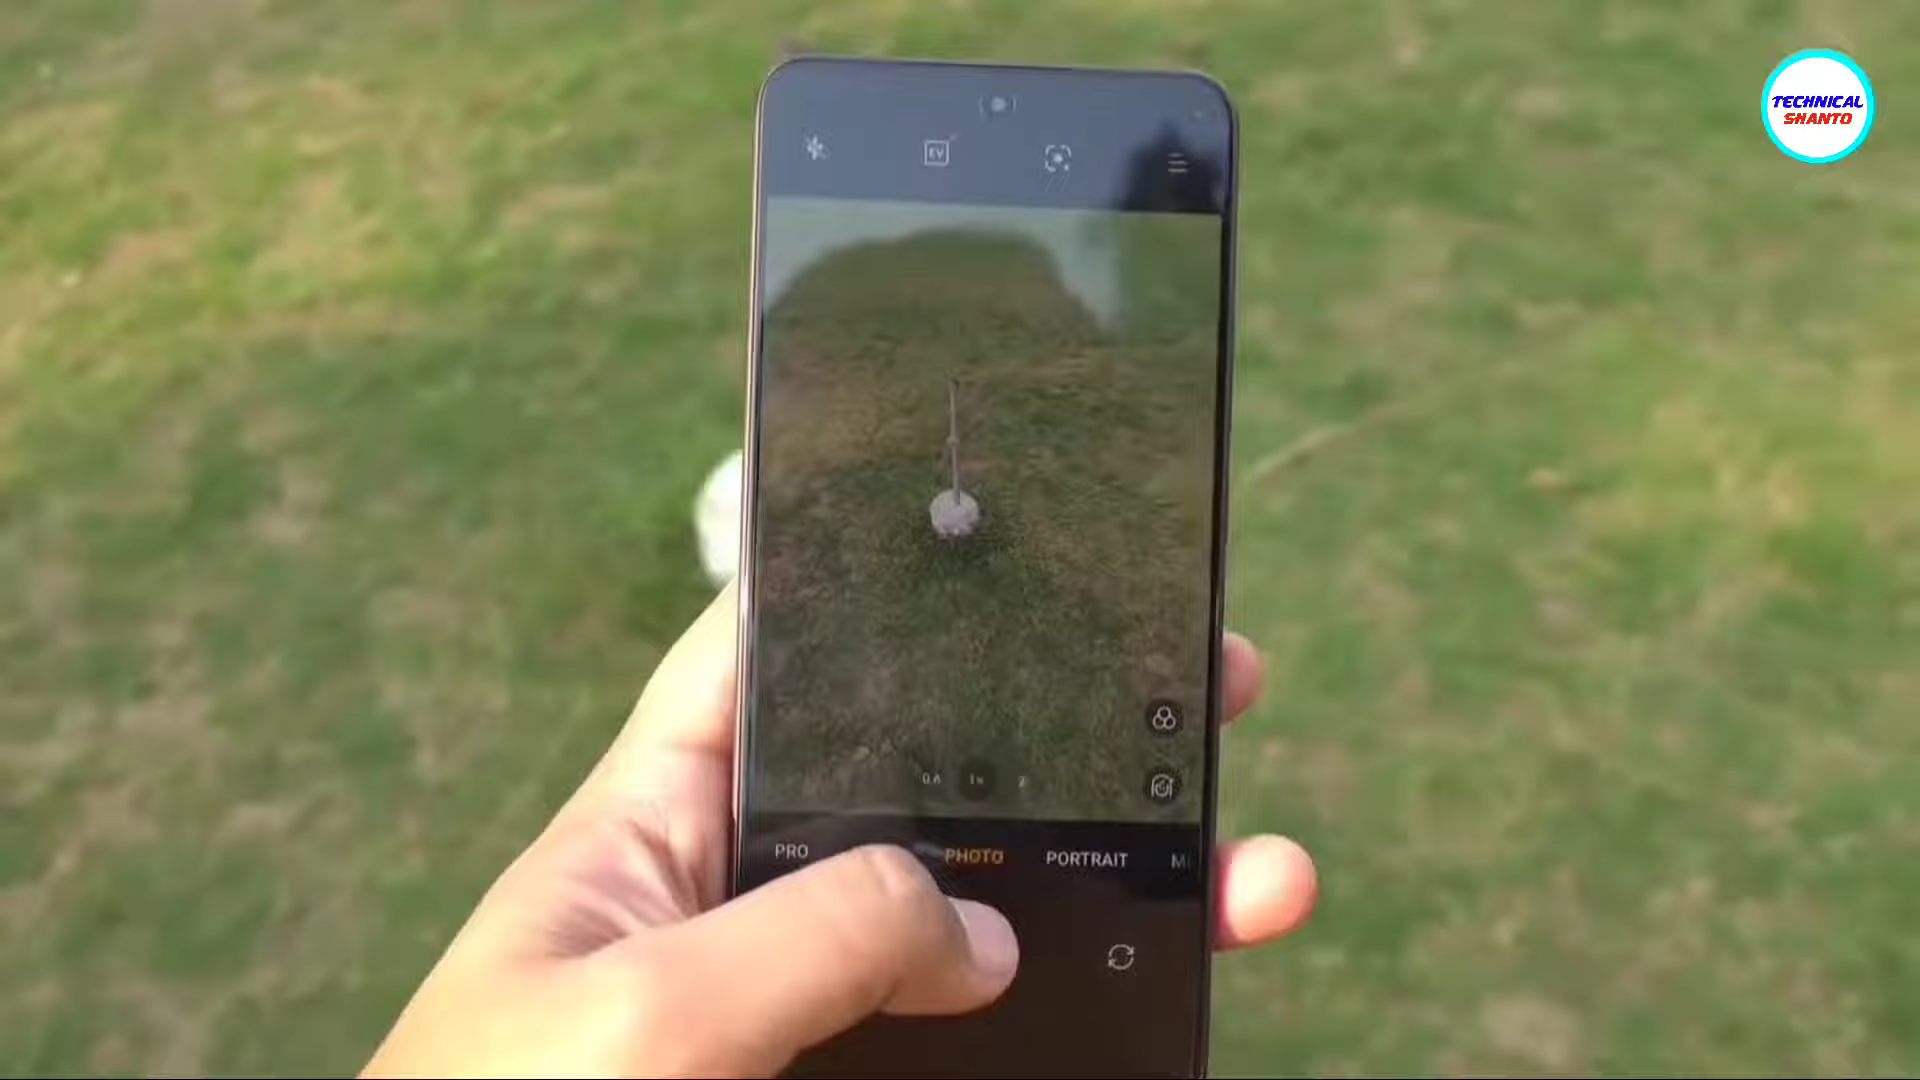 TECHNICAL
SHANTO
EV
0.6 1x 2
PRO PHOTO PORTRAIT